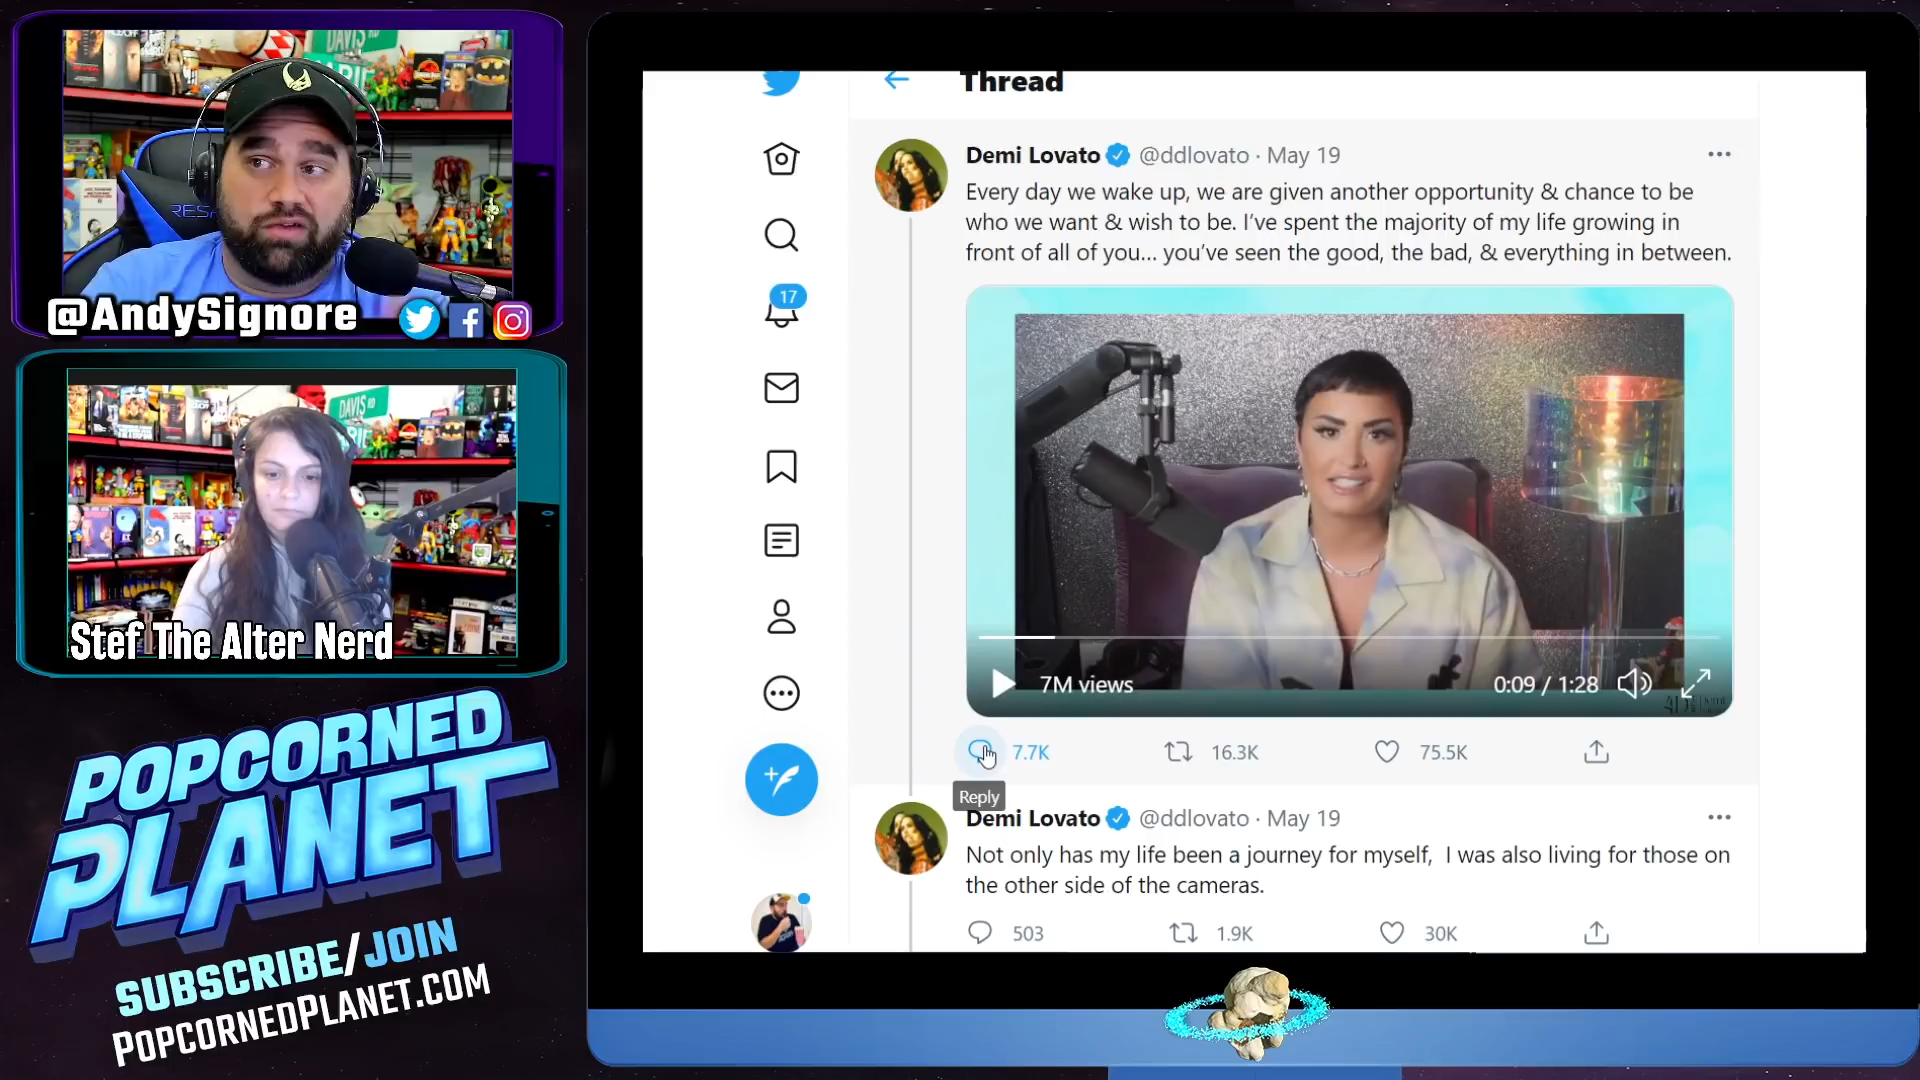 DAVIS RD
@AndySignore
DAVIS RD
Stef The Alter Nerd
POPCORNED
PLANET
SUBSCRIBE/JOIN
POPCORNEDPLANET.COM
Thread
17
Demi Lovato @ddlovato · May 19
Every day we wake up, we are given another opportunity & chance to be
who we want & wish to be. I've spent the majority of my life growing in
front of all of you... you've seen the good, the bad, & everything in between.
7M views
0:09 / 1:28
7.7K
16.3K
75.5K
Reply
Demi Lovato @ddlovato · May 19
Not only has my life been a journey for myself, I was also living for those on
the other side of the cameras.
503
1.9K
30K